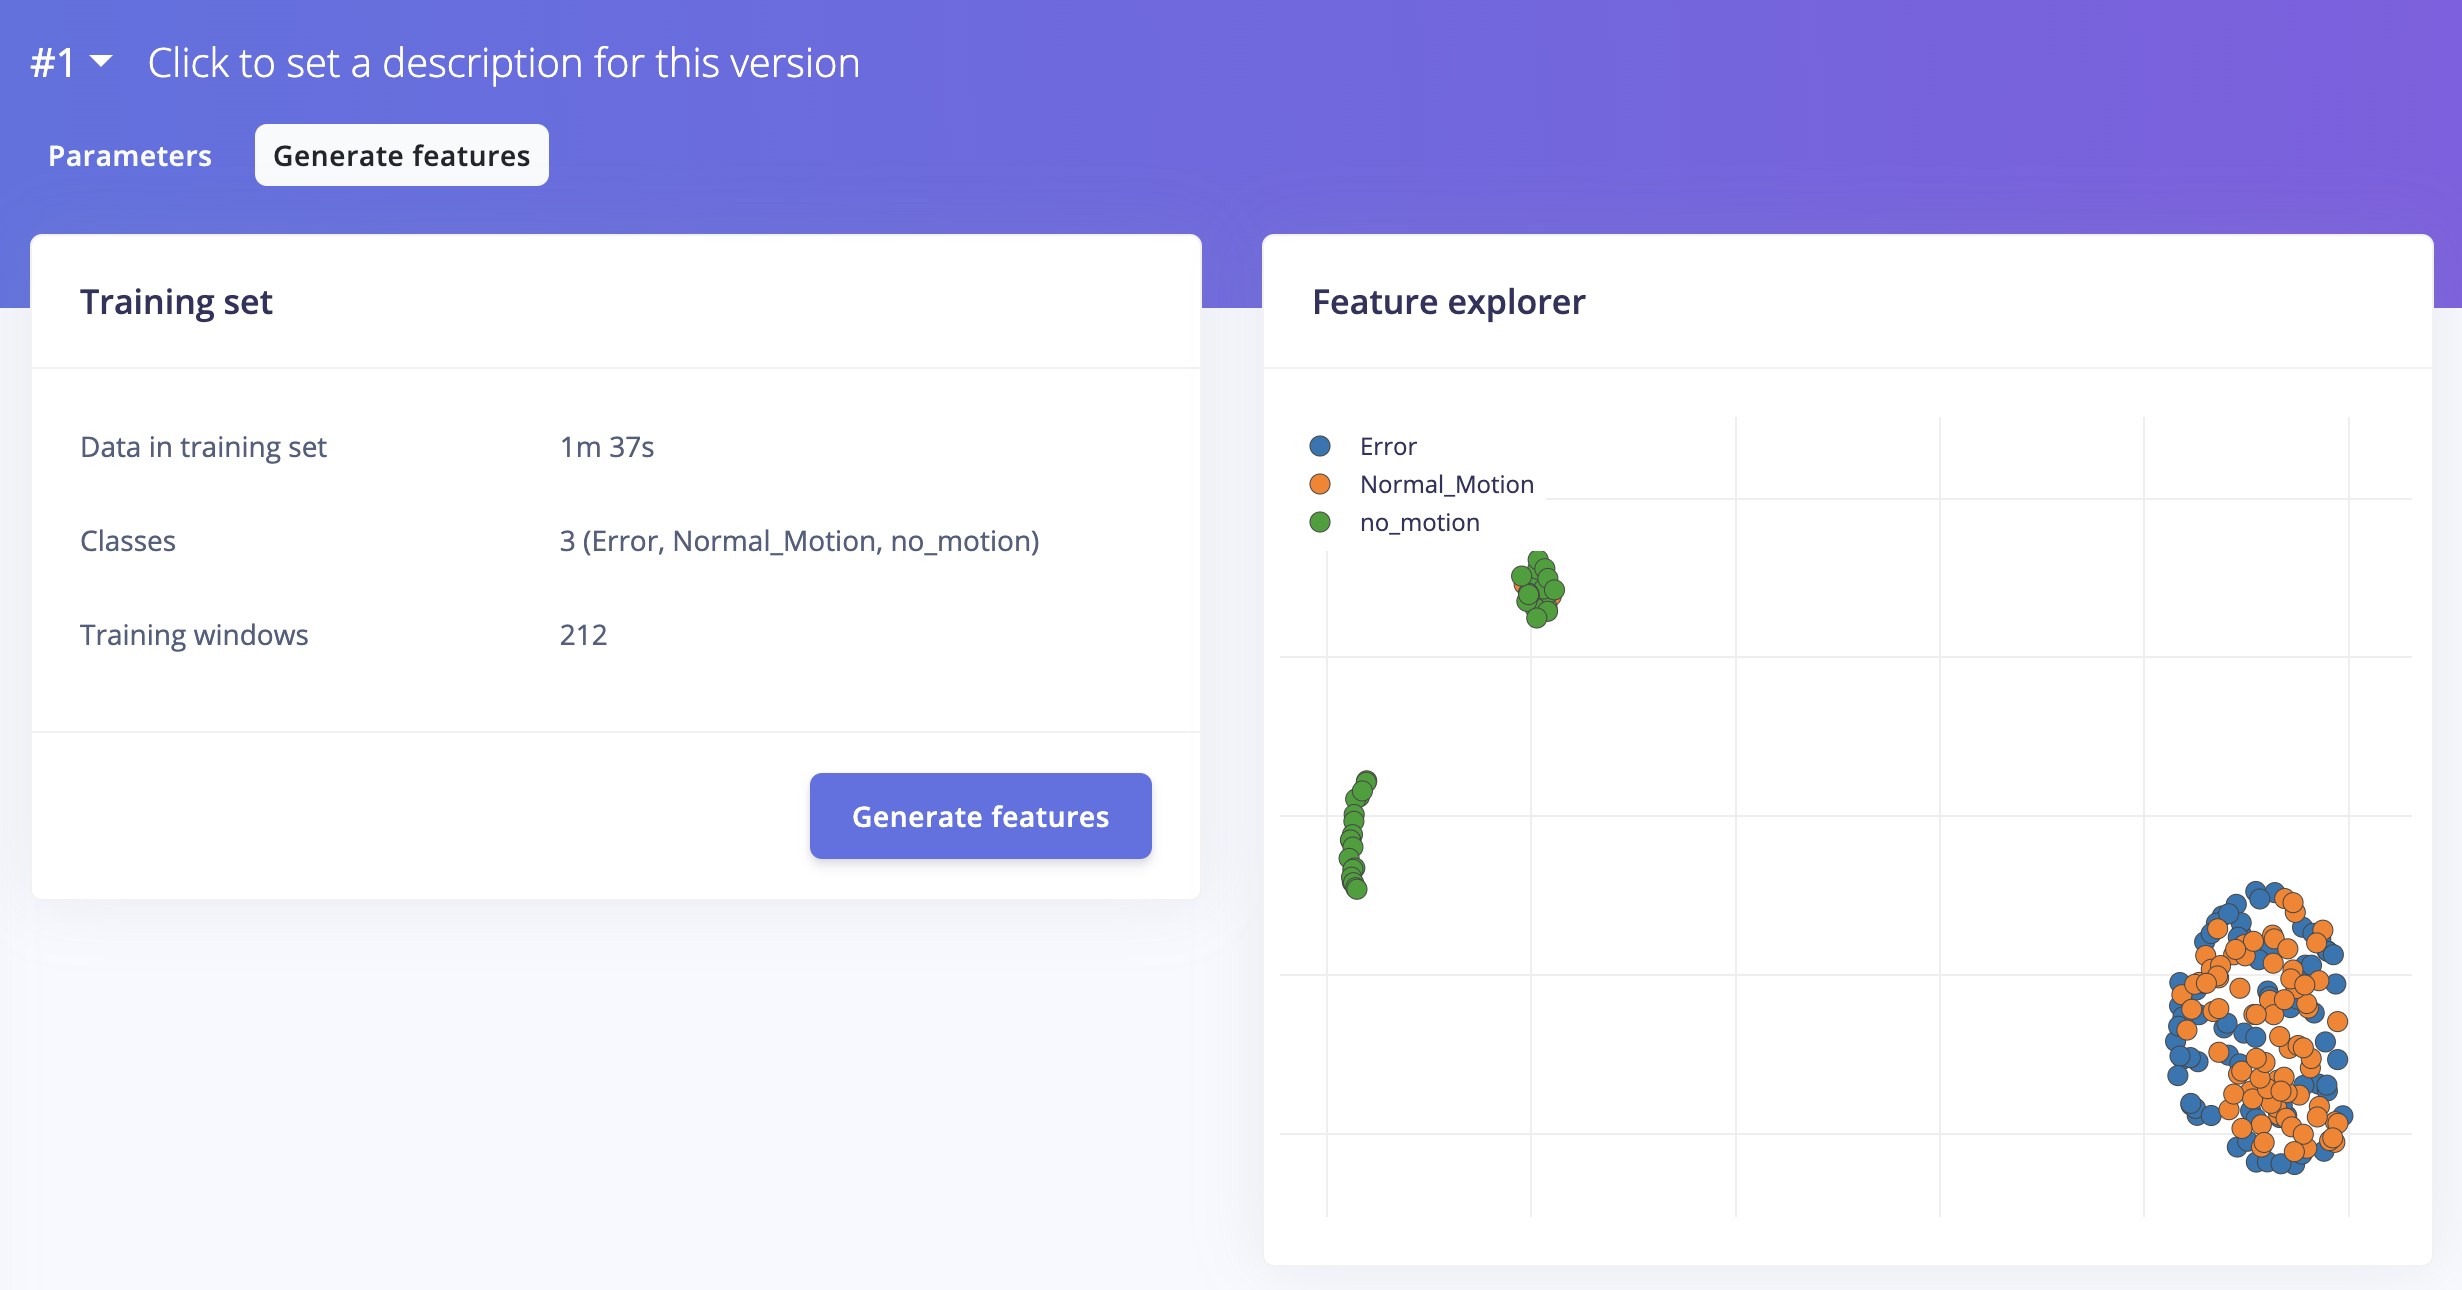 #1 Click to set a description for this version
Parameters Generate features
Training set
Data in training set 1m 37s
Classes 3 (Error, Normal_Motion, no_motion)
Training windows 212
Generate features
Feature explorer
Error
Normal_Motion
no_motion